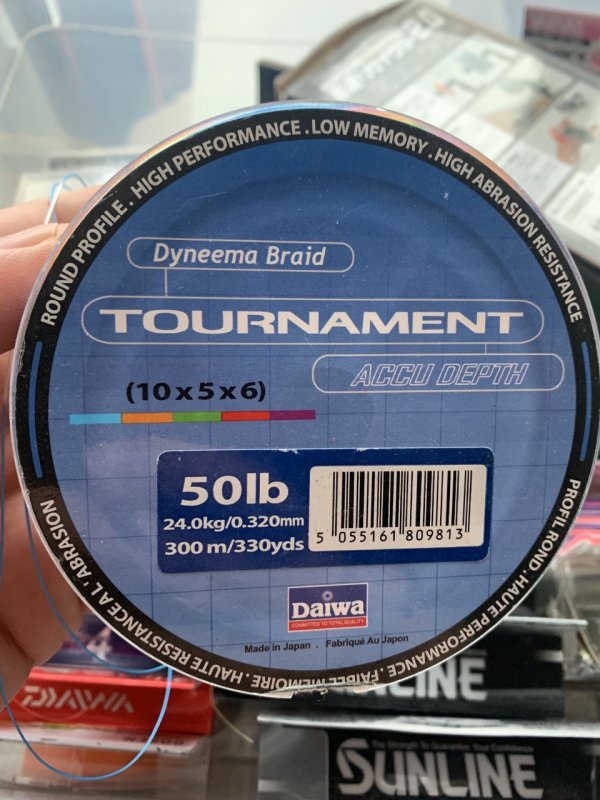 ROUND PROFILE . HIGH PERFORMANCE . LOW MEMORY . HIGH ABRASION RESISTANCE
Dyneema Braid
TOURNAMENT
ACCU DEPTH
(10x5x6)
50lb
24.0kg/0.320mm
300 m/330yds
5 055161 809813
Daiwa
COMMITTED TO TOTAL QUALITY
Made in Japan . Fabriqué Au Japon
PROFIL ROND . HAUTE PERFORMANCE . FAIBLE MEMOIRE . HAUTE RESISTANCE A L' ABRASION
DAIWA
SUNLINE